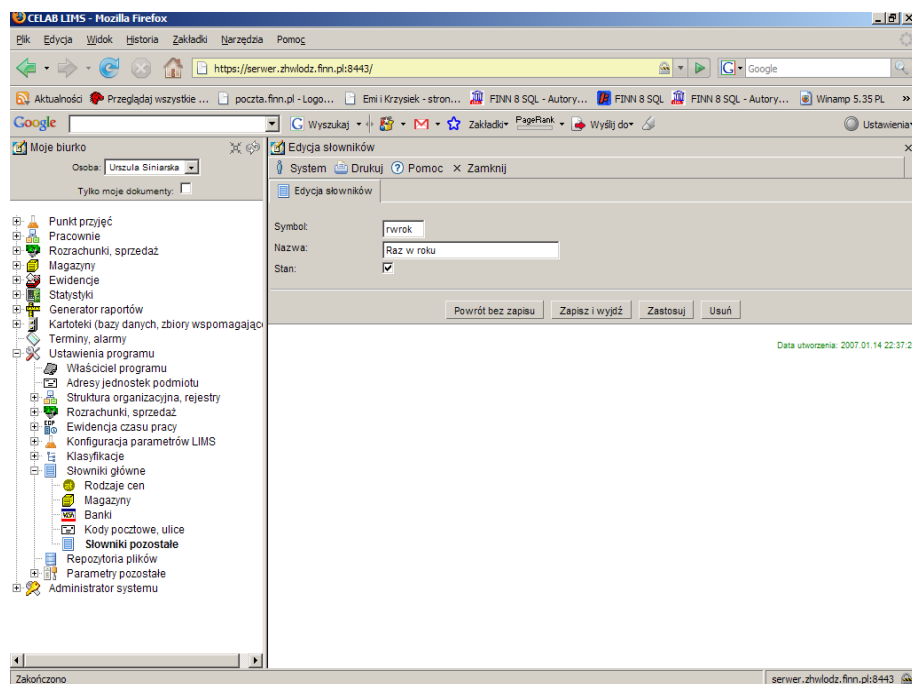 CELAB LIMS - Mozilla Firefox
Plik Edycja Widok Historia Zakładki Narzędzia Pomoc
https://serwer.zhwlodz.finn.pl:8443/
Google
Aktualności Przeglądaj wszystkie ... poczta.finn.pl - Logo... Emi i Krzysiek - stron... FINN 8 SQL - Autory... FINN 8 SQL FINN 8 SQL - Autory... Winamp 5.35 PL »
Google Wyszukaj Zakładki PageRank Wyślij do Ustawienia
Moje biurko
Osoba: Urszula Siniarska
Tylko moje dokumenty:
Punkt przyjęć
Pracownie
Rozrachunki, sprzedaż
Magazyny
Ewidencje
Statystyki
Generator raportów
Kartoteki (bazy danych, zbiory wspomagając
Terminy, alarmy
Ustawienia programu
Właściciel programu
Adresy jednostek podmiotu
Struktura organizacyjna, rejestry
Rozrachunki, sprzedaż
Ewidencja czasu pracy
Konfiguracja parametrów LIMS
Klasyfikacje
Słowniki główne
Rodzaje cen
Magazyny
Banki
Kody pocztowe, ulice
Słowniki pozostałe
Repozytoria plików
Parametry pozostałe
Administrator systemu
Edycja słowników
System Drukuj Pomoc Zamknij
Edycja słowników
Symbol: rwrok
Nazwa: Raz w roku
Stan:
Powrót bez zapisu Zapisz i wyjdź Zastosuj Usuń
Data utworzenia: 2007.01.14 22:37:2
Zakończono serwer.zhwlodz.finn.pl:8443